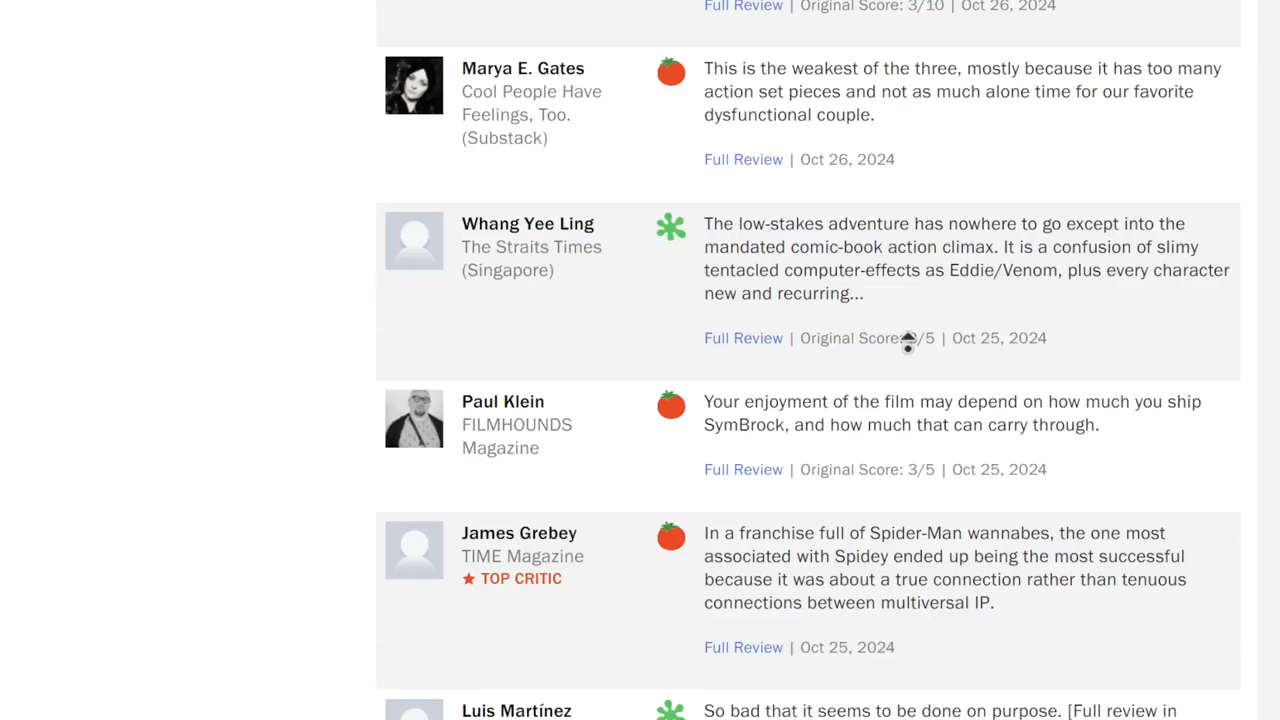 Full Review | Original Score: 3/10 | Oct 26, 2024
Marya E. Gates
Cool People Have
Feelings, Too.
(Substack)
This is the weakest of the three, mostly because it has too many
action set pieces and not as much alone time for our favorite
dysfunctional couple.
Full Review | Oct 26, 2024
Whang Yee Ling
The Straits Times
(Singapore)
The low-stakes adventure has nowhere to go except into the
mandated comic-book action climax. It is a confusion of slimy
tentacled computer-effects as Eddie/Venom, plus every character
new and recurring...
Full Review | Original Score: /5 | Oct 25, 2024
Paul Klein
FILMHOUNDS
Magazine
Your enjoyment of the film may depend on how much you ship
SymBrock, and how much that can carry through.
Full Review | Original Score: 3/5 | Oct 25, 2024
James Grebey
TIME Magazine
TOP CRITIC
In a franchise full of Spider-Man wannabes, the one most
associated with Spidey ended up being the most successful
because it was about a true connection rather than tenuous
connections between multiversal IP.
Full Review | Oct 25, 2024
Luis Martínez
So bad that it seems to be done on purpose. [Full review in